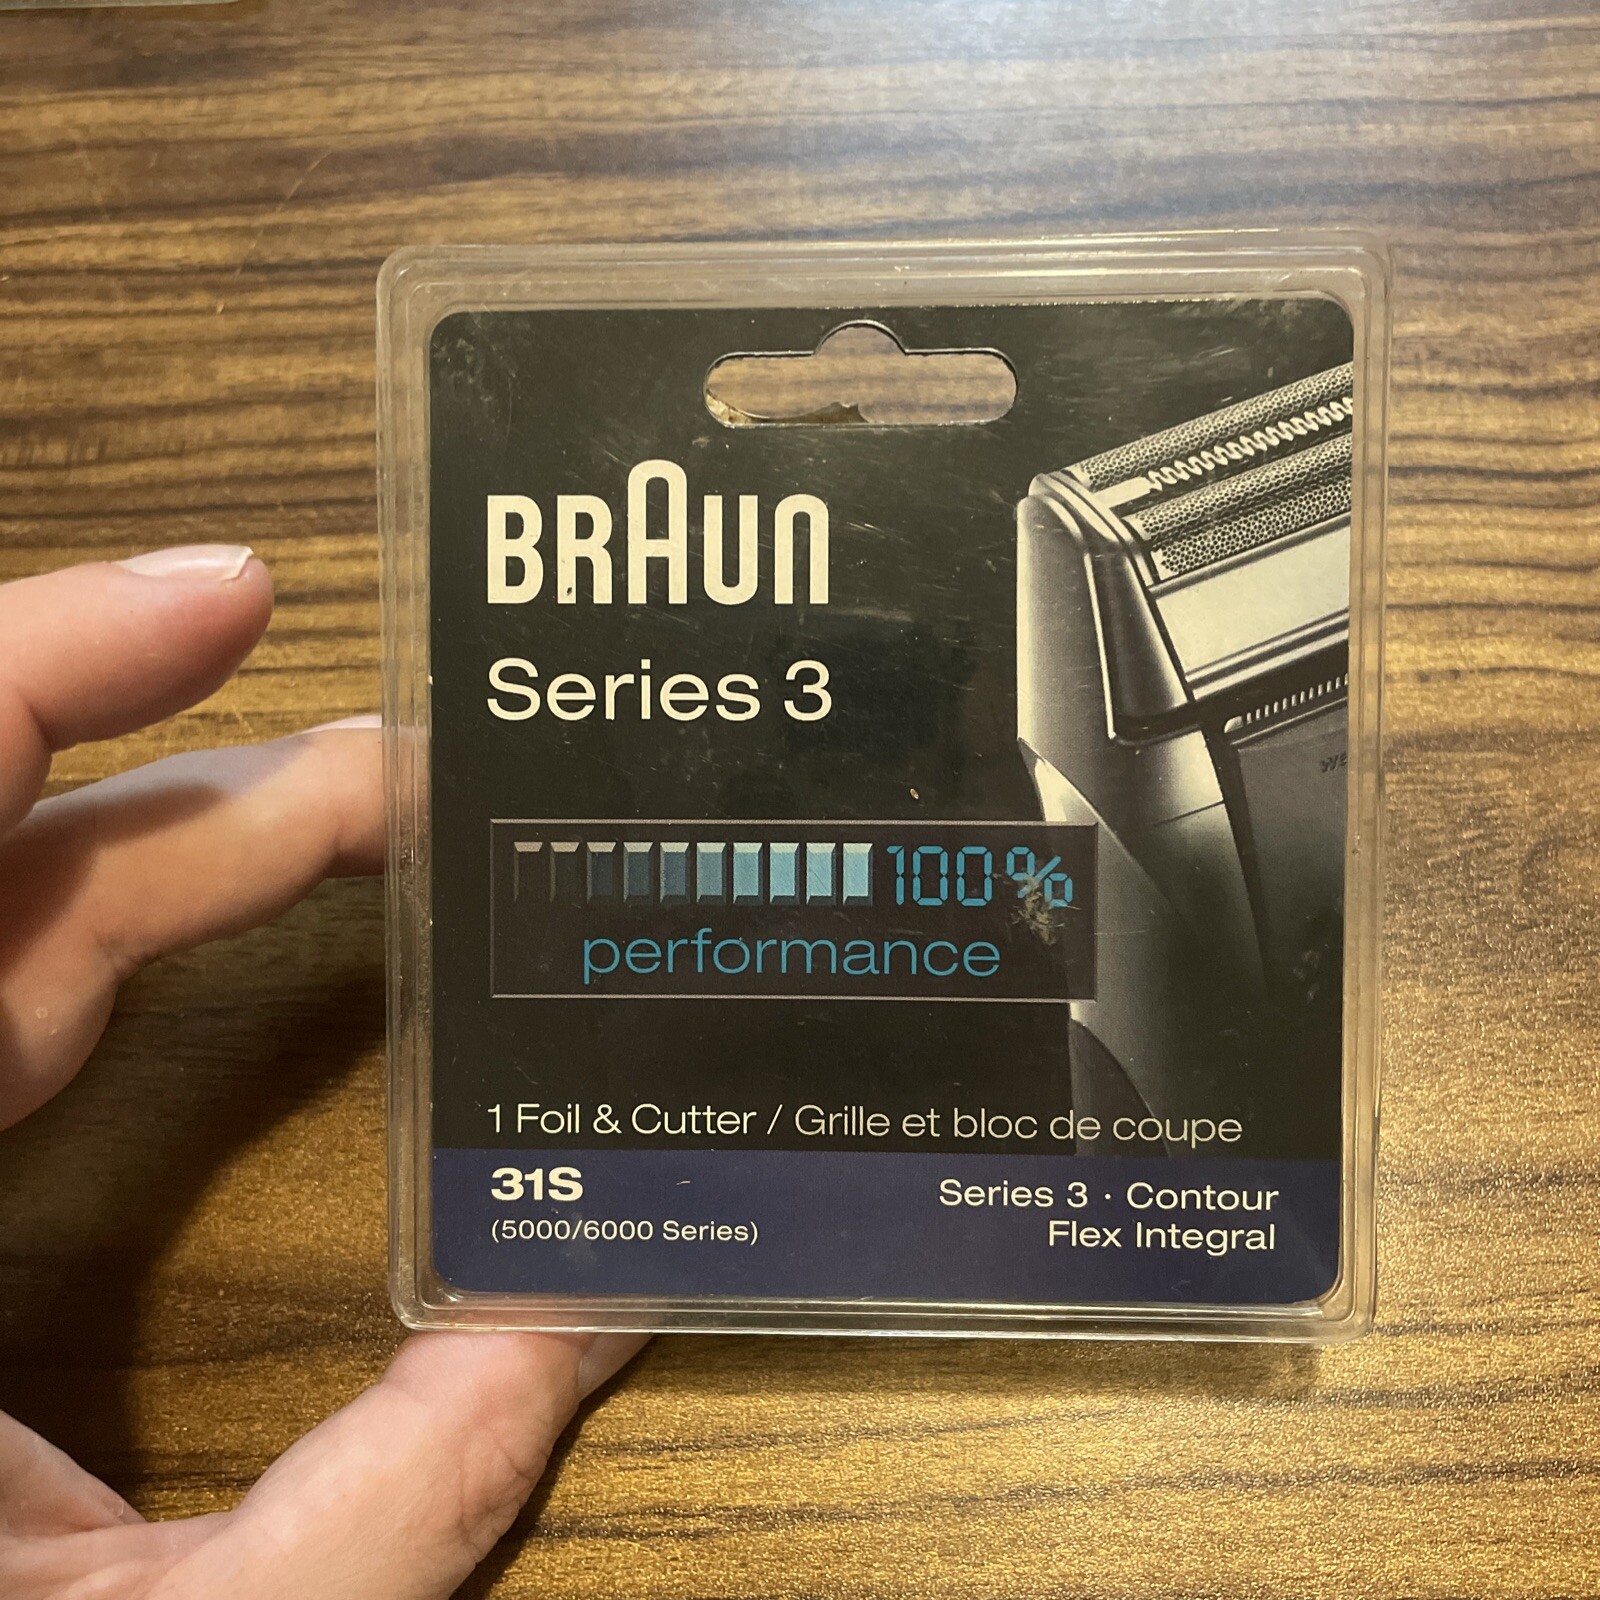 BRAUN
Series 3
100%
performance
1 Foil & Cutter / Grille et bloc de coupe
31S
(5000/6000 Series)
Series 3 · Contour
Flex Integral